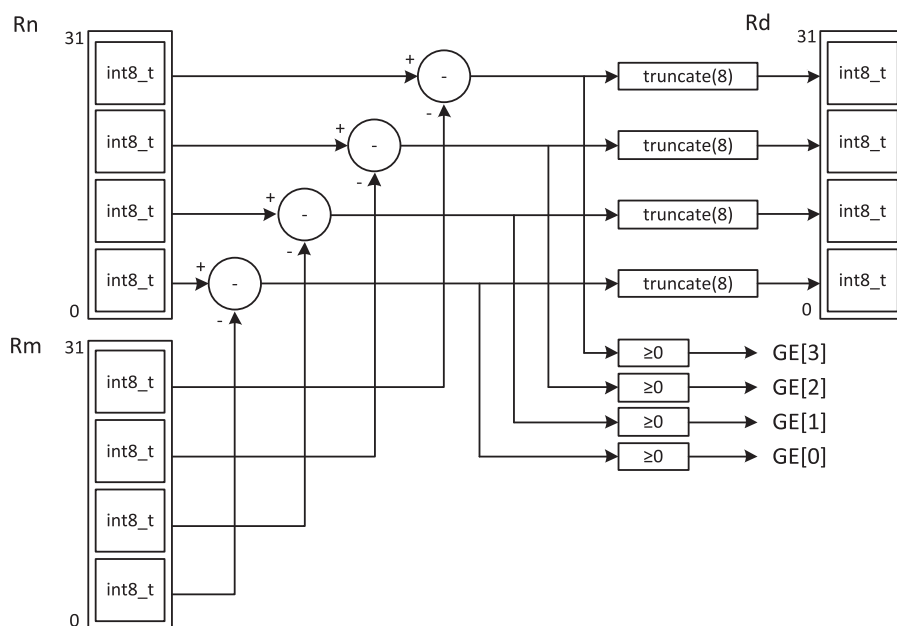 Rn
Rd
31
31
int8_t
+
-
-
truncate(8)
int8_t
int8_t
+
-
-
truncate(8)
int8_t
int8_t
+
-
-
truncate(8)
int8_t
int8_t
+
-
-
truncate(8)
int8_t
0
0
Rm
31
≥0
GE[3]
int8_t
≥0
GE[2]
≥0
GE[1]
int8_t
≥0
GE[0]
int8_t
int8_t
0